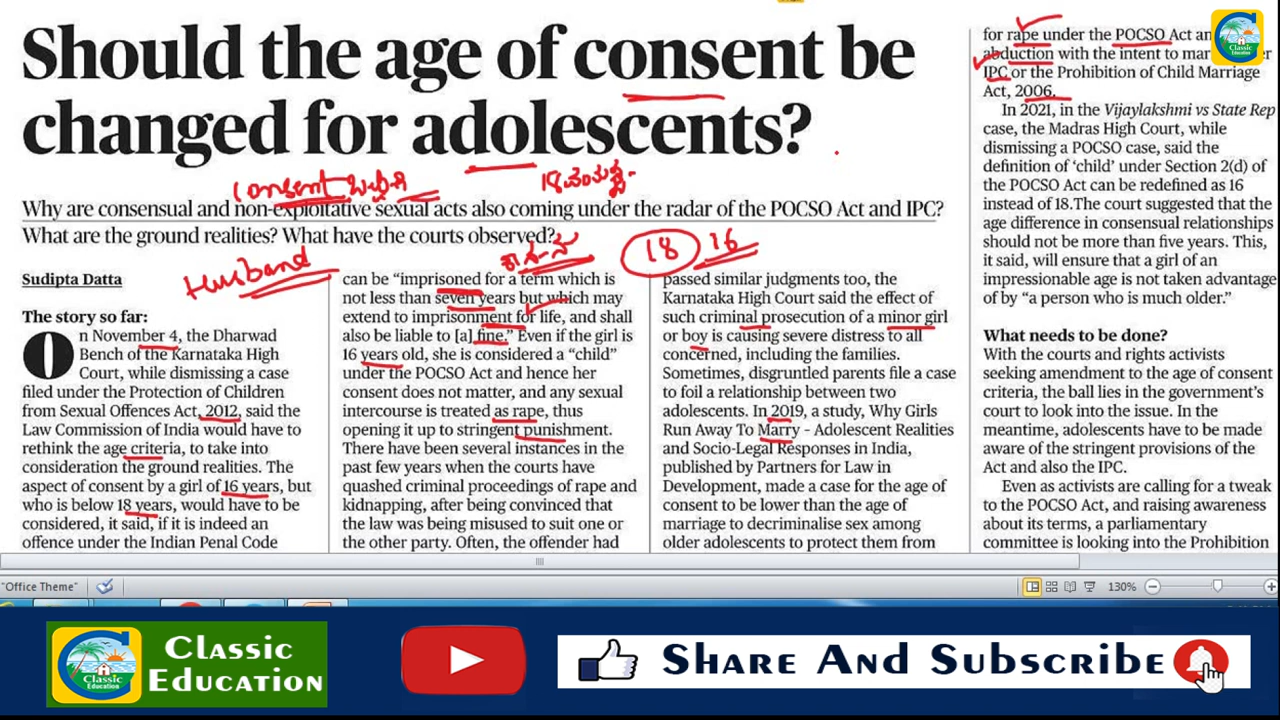 Should the age of consent be
changed for adolescents?
consent
Why are consensual and non-exploitative sexual acts also coming under the radar of the POCSO Act and IPC?
What are the ground realities? What have the courts observed?
Husband
18
16
Sudipta Datta
The story so far:
On November 4, the Dharwad
Bench of the Karnataka High
Court, while dismissing a case
filed under the Protection of Children
from Sexual Offences Act, 2012, said the
Law Commission of India would have to
rethink the age criteria, to take into
consideration the ground realities. The
aspect of consent by a girl of 16 years, but
who is below 18 years, would have to be
considered, it said, if it is indeed an
offence under the Indian Penal Code
can be “imprisoned for a term which is
not less than seven years but which may
extend to imprisonment for life, and shall
also be liable to [a] fine.” Even if the girl is
16 years old, she is considered a “child”
under the POCSO Act and hence her
consent does not matter, and any sexual
intercourse is treated as rape, thus
opening it up to stringent punishment.
There have been several instances in the
past few years when the courts have
quashed criminal proceedings of rape and
kidnapping, after being convinced that
the law was being misused to suit one or
the other party. Often, the offender had
passed similar judgments too, the
Karnataka High Court said the effect of
such criminal prosecution of a minor girl
or boy is causing severe distress to all
concerned, including the families.
Sometimes, disgruntled parents file a case
to foil a relationship between two
adolescents. In 2019, a study, Why Girls
Run Away To Marry - Adolescent Realities
and Socio-Legal Responses in India,
published by Partners for Law in
Development, made a case for the age of
consent to be lower than the age of
marriage to decriminalise sex among
older adolescents to protect them from
for rape under the POCSO Act an
abduction with the intent to mar
IPC or the Prohibition of Child Marriage
Act, 2006.
In 2021, in the Vijaylakshmi vs State Rep
case, the Madras High Court, while
dismissing a POCSO case, said the
definition of ‘child’ under Section 2(d) of
the POCSO Act can be redefined as 16
instead of 18.The court suggested that the
age difference in consensual relationships
should not be more than five years. This,
it said, will ensure that a girl of an
impressionable age is not taken advantage
of by “a person who is much older.”
What needs to be done?
With the courts and rights activists
seeking amendment to the age of consent
criteria, the ball lies in the government’s
court to look into the issue. In the
meantime, adolescents have to be made
aware of the stringent provisions of the
Act and also the IPC.
Even as activists are calling for a tweak
to the POCSO Act, and raising awareness
about its terms, a parliamentary
committee is looking into the Prohibition
Classic
Education
"Office Theme"
130%
Classic
Education
Classic
Education
Share And Subscribe